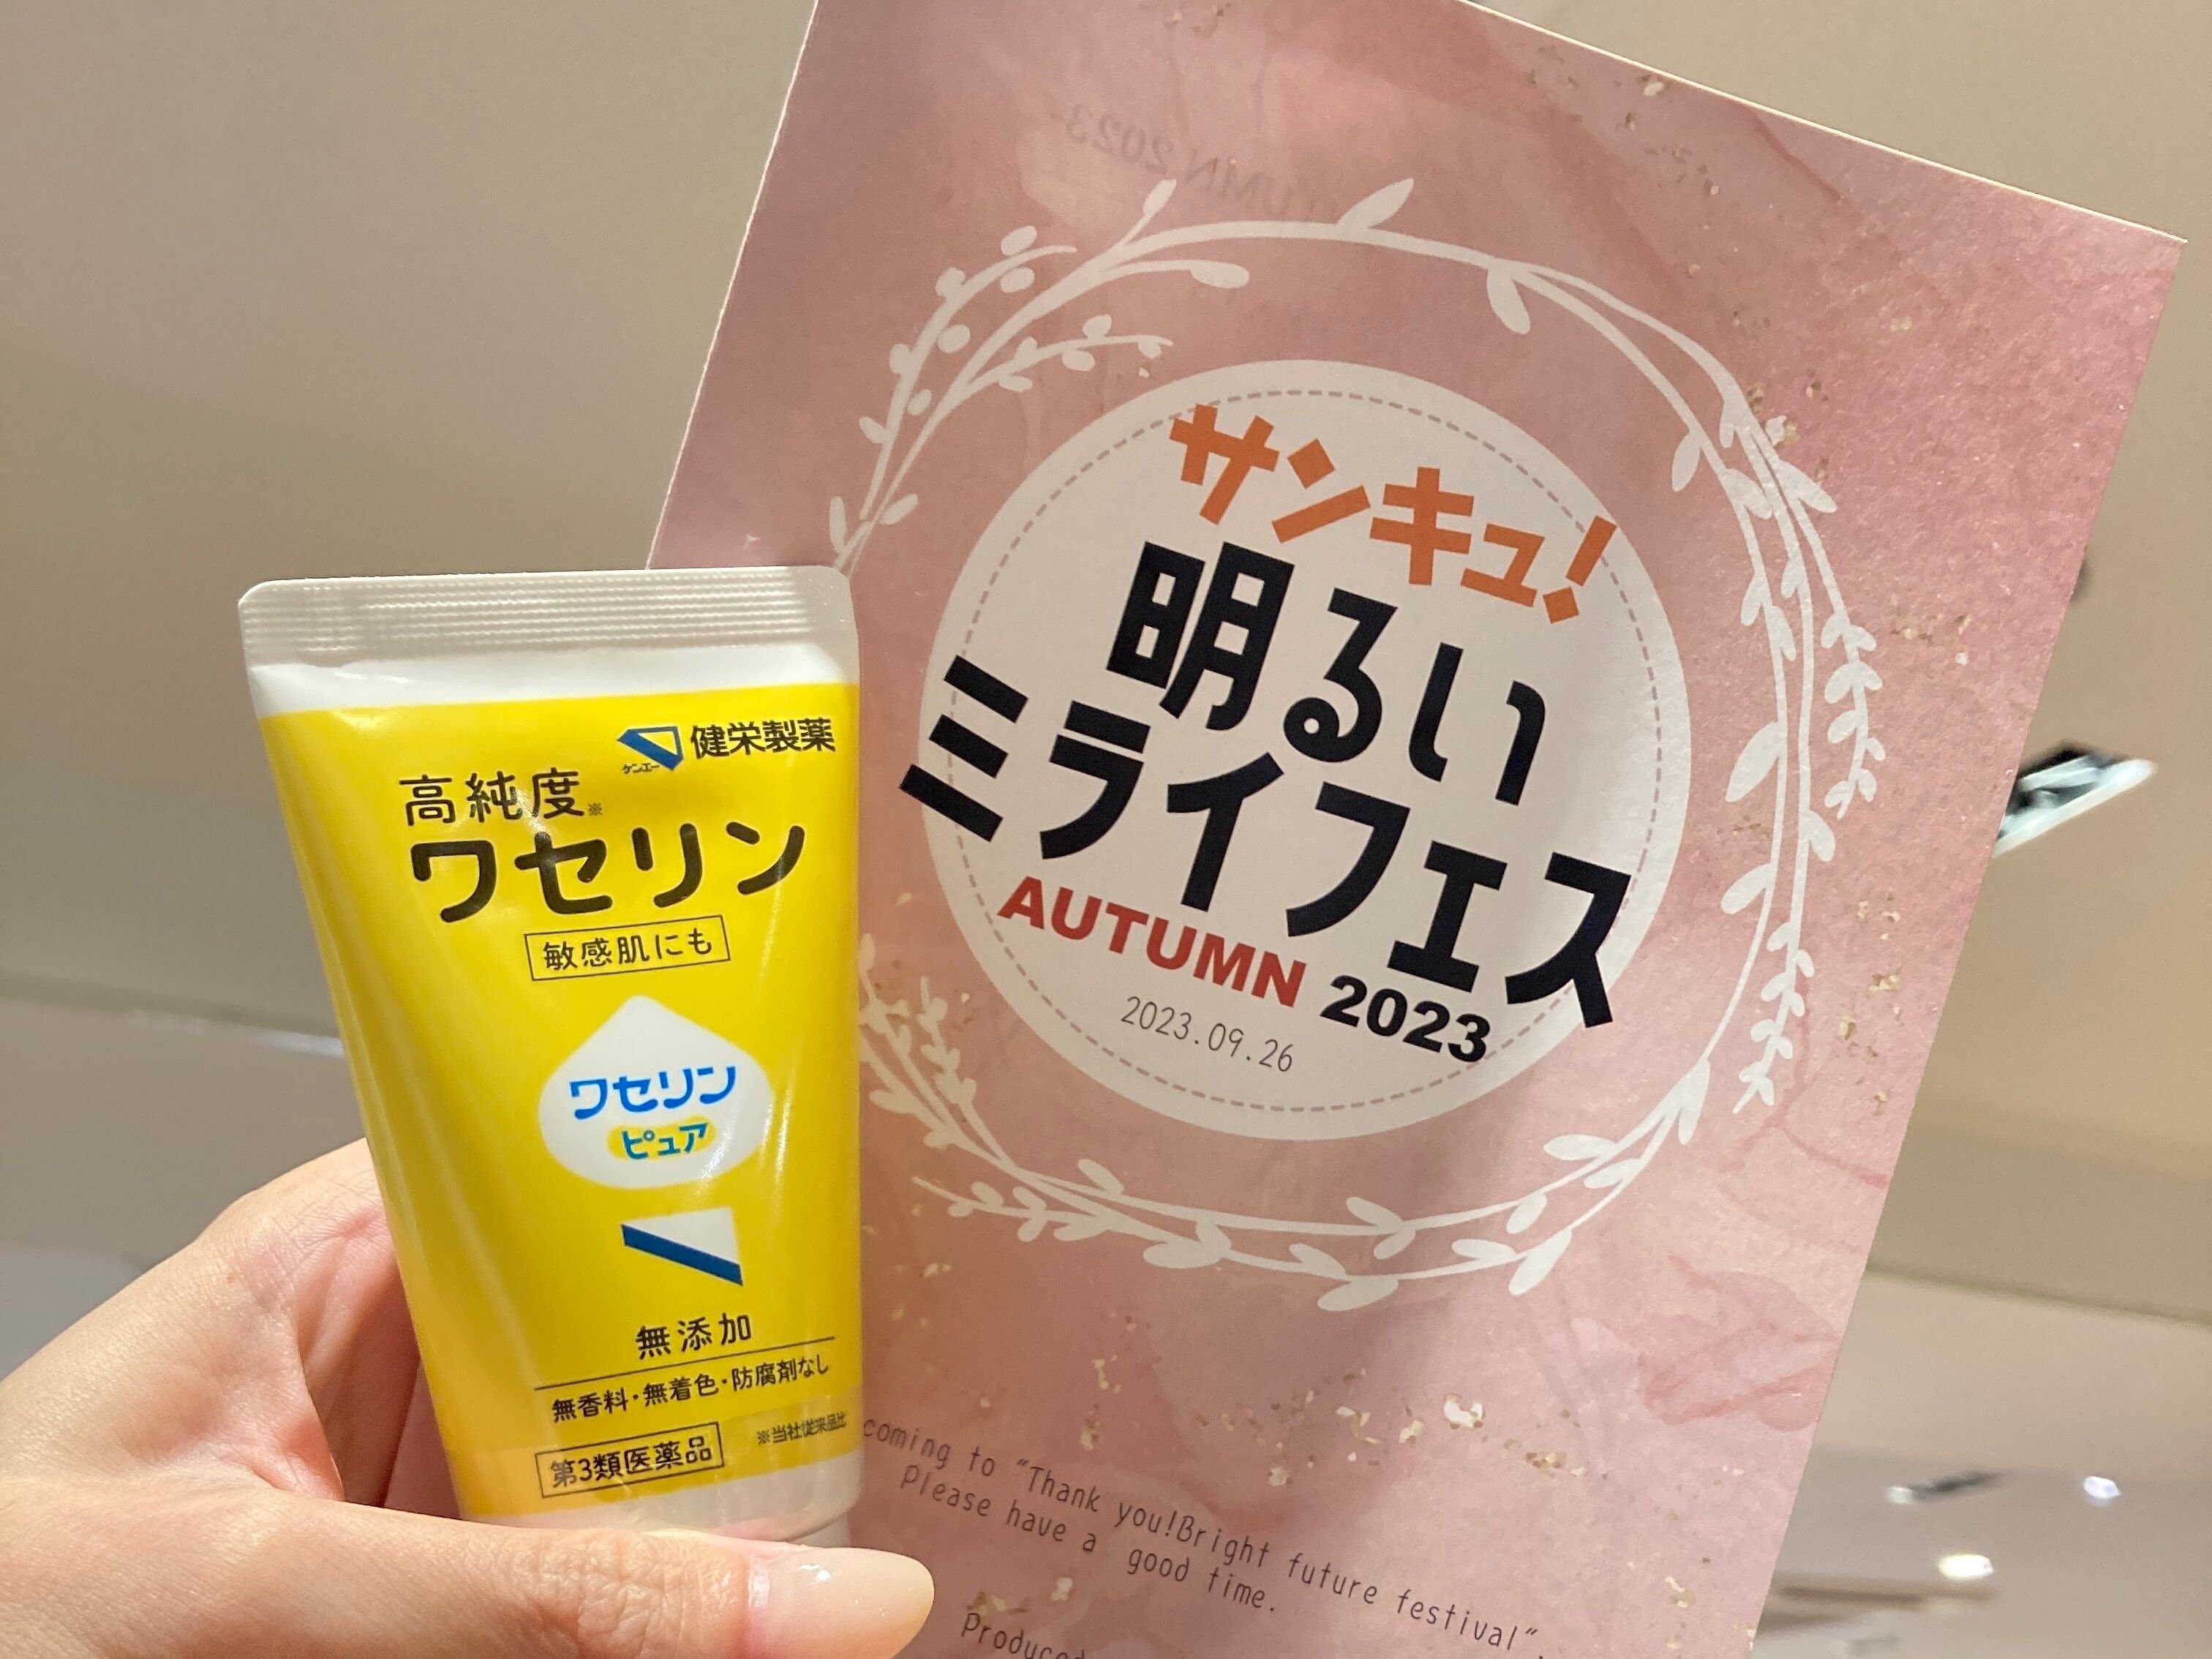 健栄製薬
ケンエー
高純度※
ワセリン
敏感肌にも
ワセリン
ピュア
無添加
無香料・無着色・防腐剤なし
※当社従来品比
第3類医薬品
サンキュ!
明るい
ミライフェス
AUTUMN 2023
2023.09.26
coming to "Thank you!Bright future festival".
Please have a good time.
Produced